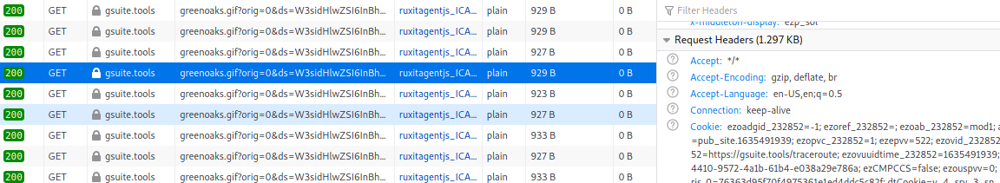 200 GET gsuite.tools greenoaks.gif?orig=0&ds=W3sidHlwZSI6InBh… ruxitagentjs_ICA… plain 929 B 0 B
200 GET gsuite.tools greenoaks.gif?orig=0&ds=W3sidHlwZSI6InBh… ruxitagentjs_ICA… plain 929 B 0 B
200 GET gsuite.tools greenoaks.gif?orig=0&ds=W3sidHlwZSI6InBh… ruxitagentjs_ICA… plain 927 B 0 B
200 GET gsuite.tools greenoaks.gif?orig=0&ds=W3sidHlwZSI6InBh… ruxitagentjs_ICA… plain 929 B 0 B
200 GET gsuite.tools greenoaks.gif?orig=0&ds=W3sidHlwZSI6InBh… ruxitagentjs_ICA… plain 923 B 0 B
200 GET gsuite.tools greenoaks.gif?orig=0&ds=W3sidHlwZSI6InBh… ruxitagentjs_ICA… plain 927 B 0 B
200 GET gsuite.tools greenoaks.gif?orig=0&ds=W3sidHlwZSI6InBh… ruxitagentjs_ICA… plain 933 B 0 B
200 GET gsuite.tools greenoaks.gif?orig=0&ds=W3sidHlwZSI6InBh… ruxitagentjs_ICA… plain 927 B 0 B
200 GET gsuite.tools greenoaks.gif?orig=0&ds=W3sidHlwZSI6InBh… ruxitagentjs_ICA… plain 933 B 0 B
Filter Headers
x-middleton-display: ezp_sol
Request Headers (1.297 KB)
Accept: */*
Accept-Encoding: gzip, deflate, br
Accept-Language: en-US,en;q=0.5
Connection: keep-alive
Cookie: ezoadgid_232852=-1; ezoref_232852=; ezoab_232852=mod1; a
=pub_site.1635491939; ezopvc_232852=1; ezepvv=522; ezovid_232852
52=https://gsuite.tools/traceroute; ezovuuidtime_232852=1635491939;
4410-9572-4a1b-61b4-e038a29e786a; ezCMPCCS=false; ezouspvv=0;
ris_0=76363d95f70f4975361e1ed4ddc5c82f; dtCookie=v_4_srv_3_sn